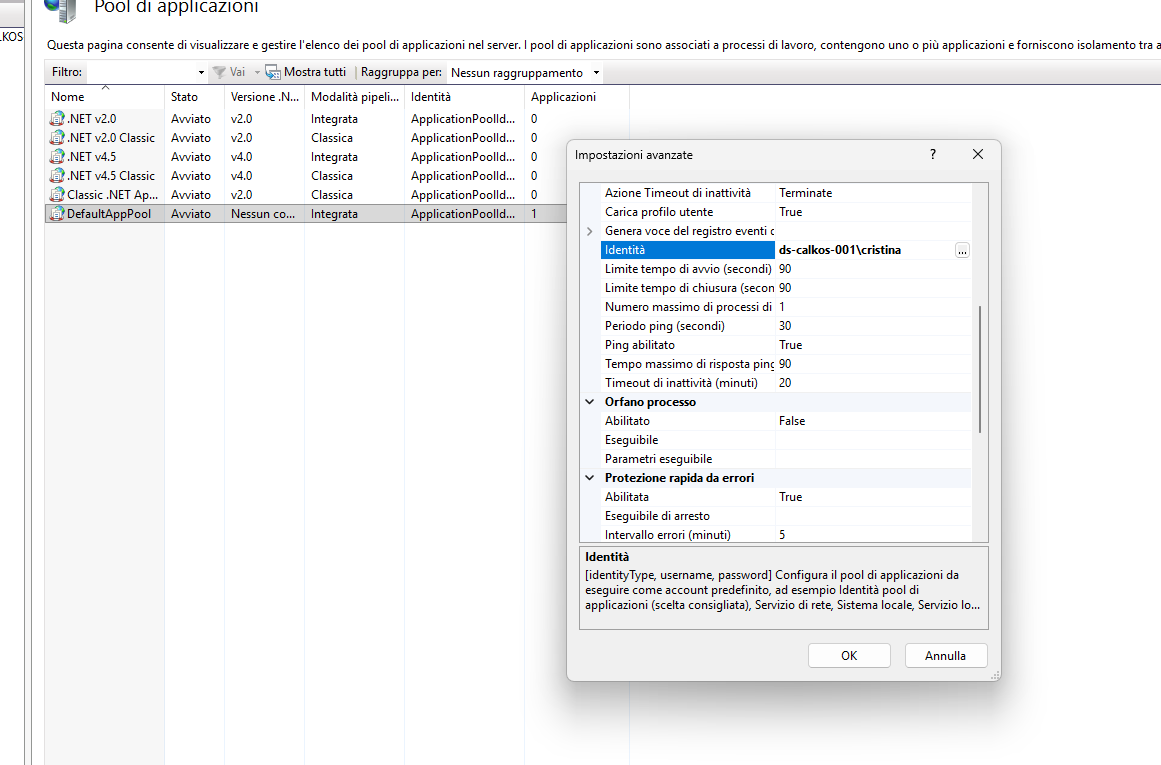 Pool di applicazioni
LKOS
Questa pagina consente di visualizzare e gestire l'elenco dei pool di applicazioni nel server. I pool di applicazioni sono associati a processi di lavoro, contengono uno o più applicazioni e forniscono isolamento tra a
Filtro: Vai Mostra tutti Raggruppa per: Nessun raggruppamento
Nome Stato Versione .N... Modalità pipeli... Identità Applicazioni
.NET v2.0 Avviato v2.0 Integrata ApplicationPoolId... 0
.NET v2.0 Classic Avviato v2.0 Classica ApplicationPoolId... 0
.NET v4.5 Avviato v4.0 Integrata ApplicationPoolId... 0
.NET v4.5 Classic Avviato v4.0 Classica ApplicationPoolId... 0
Classic .NET Ap... Avviato v2.0 Classica ApplicationPoolId... 0
DefaultAppPool Avviato Nessun co... Integrata ApplicationPoolId... 1
Impostazioni avanzate ?
Azione Timeout di inattività Terminate
Carica profilo utente True
Genera voce del registro eventi c
Identità ds-calkos-001\cristina ...
Limite tempo di avvio (secondi) 90
Limite tempo di chiusura (secon 90
Numero massimo di processi di 1
Periodo ping (secondi) 30
Ping abilitato True
Tempo massimo di risposta ping 90
Timeout di inattività (minuti) 20
Orfano processo
Abilitato False
Eseguibile
Parametri eseguibile
Protezione rapida da errori
Abilitata True
Eseguibile di arresto
Intervallo errori (minuti) 5
Identità
[identityType, username, password] Configura il pool di applicazioni da
eseguire come account predefinito, ad esempio Identità pool di
applicazioni (scelta consigliata), Servizio di rete, Sistema locale, Servizio lo...
OK Annulla